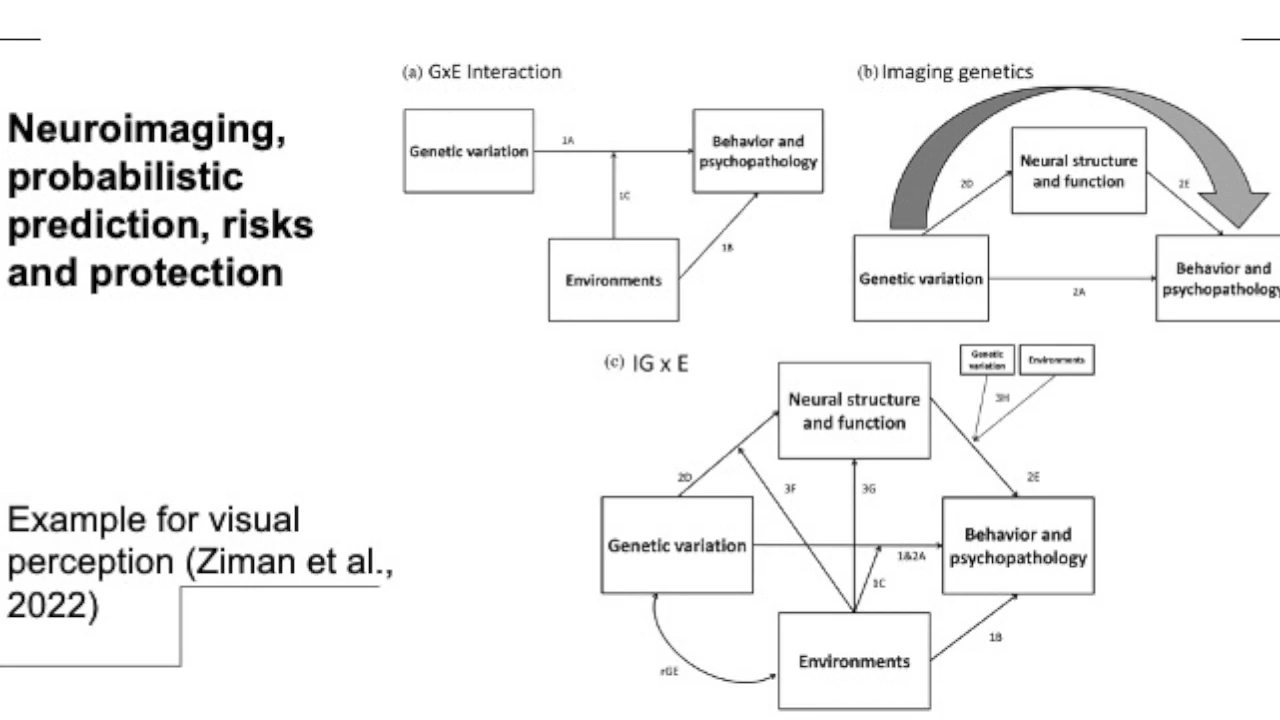 Neuroimaging,
probabilistic
prediction, risks
and protection
Example for visual
perception (Ziman et al.,
2022)
(a) GxE Interaction
Genetic variation
1A
Behavior and
psychopathology
1C
1B
Environments
(b) Imaging genetics
Neural structure
and function
2D
2E
Genetic variation
2A
Behavior and
psychopathology
(c) IG x E
Neural structure
and function
Genetic
variation
Environments
3H
2D
3F
3G
2E
Genetic variation
1&2A
Behavior and
psychopathology
1C
1B
Environments
rGE